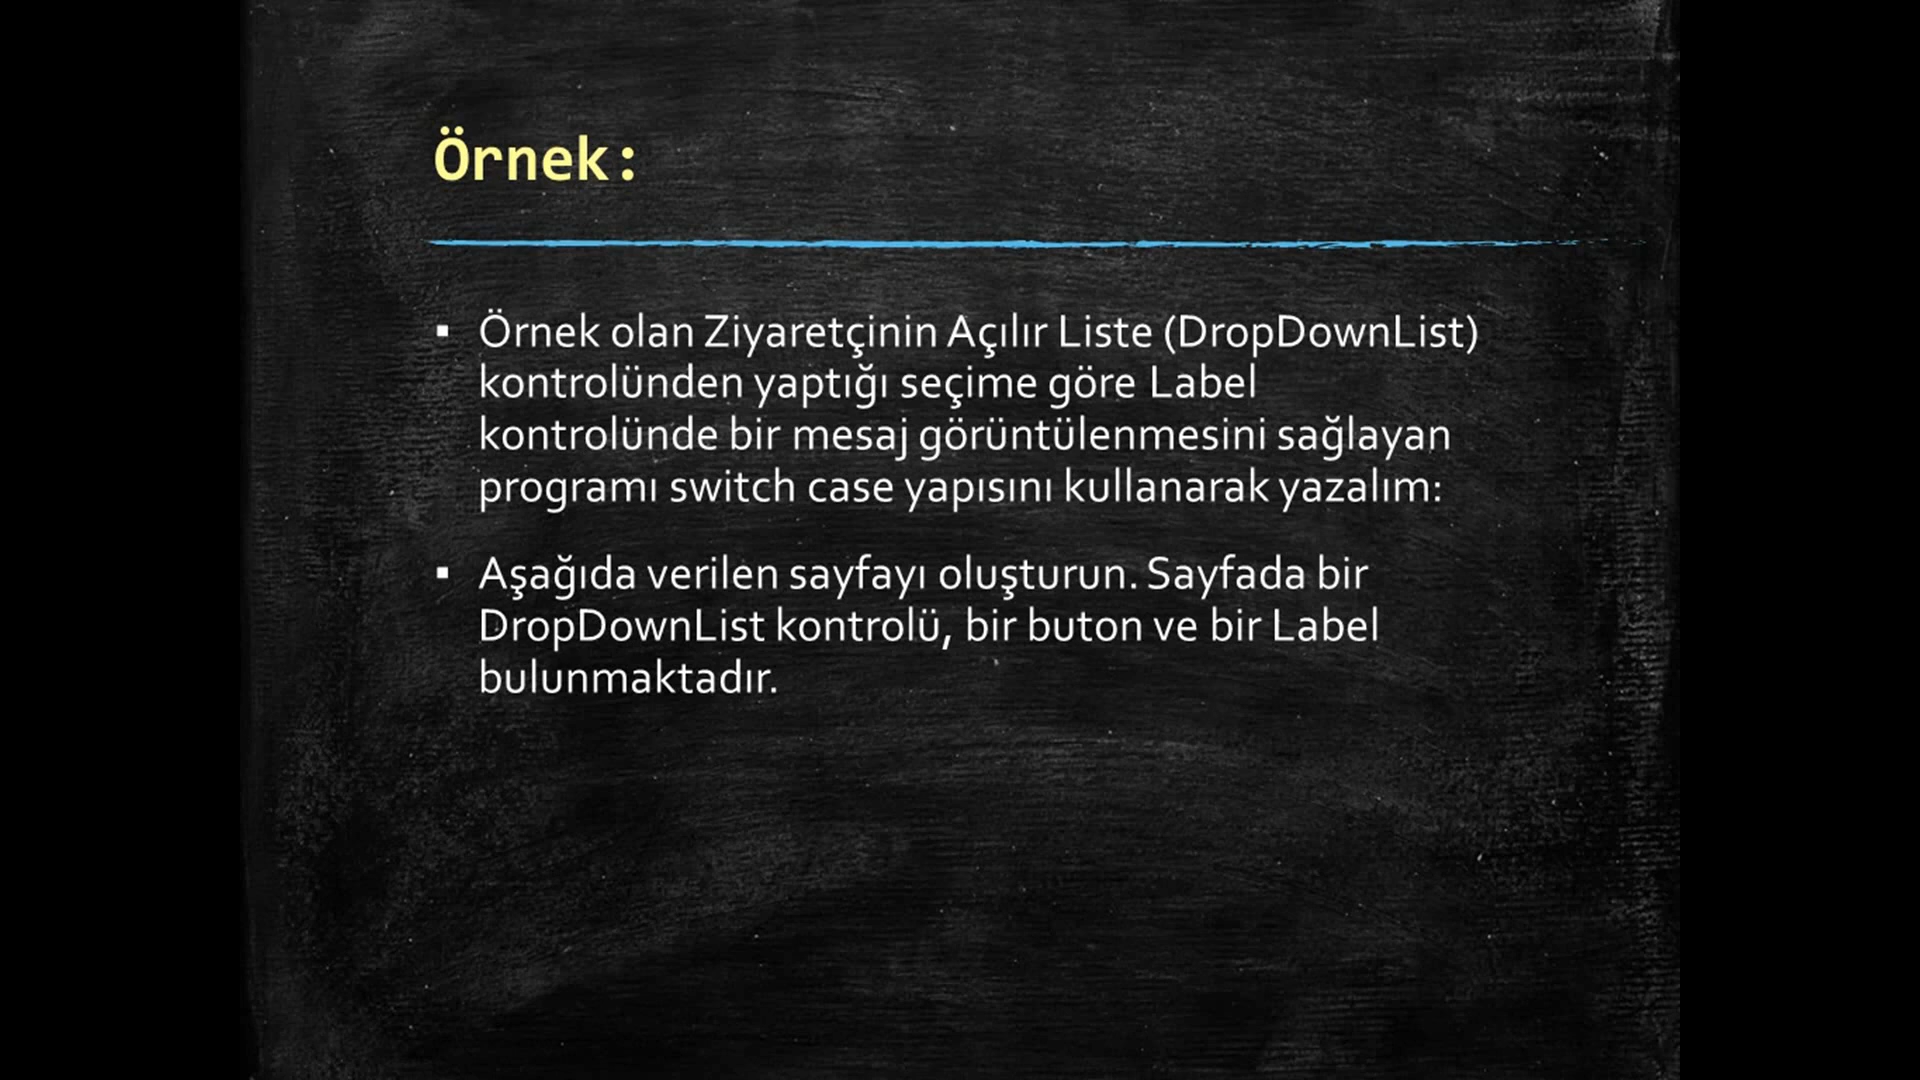 Örnek:
▪ Örnek olan Ziyaretçinin Açılır Liste (DropDownList)
kontrolünden yaptığı seçime göre Label
kontrolünde bir mesaj görüntülenmesini sağlayan
programı switch case yapısını kullanarak yazalım:
▪ Aşağıda verilen sayfayı oluşturun. Sayfada bir
DropDownList kontrolü, bir buton ve bir Label
bulunmaktadır.